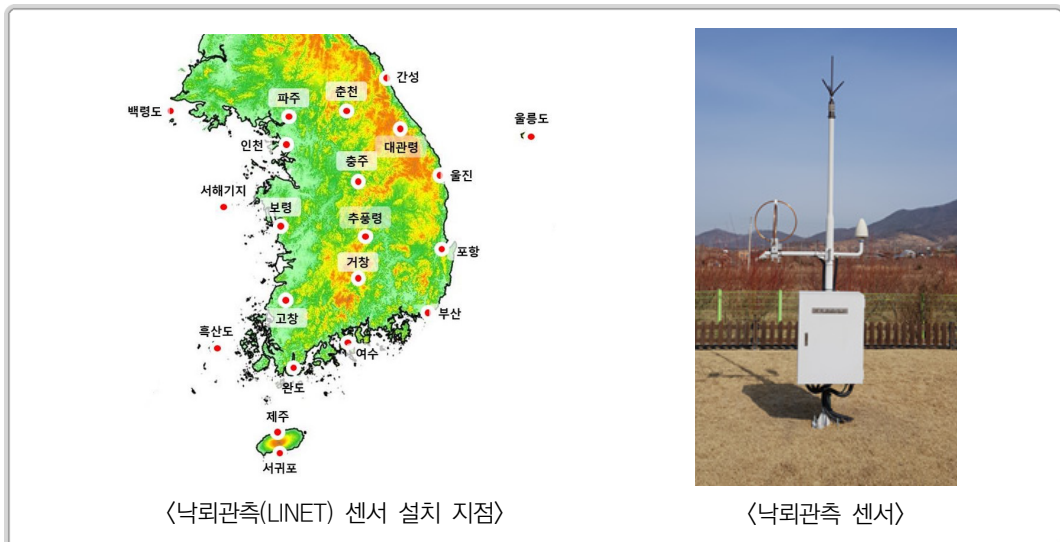 간성
백령도
파주
춘천
울릉도
인천
대관령
충주
울진
서해기지
보령
추풍령
포항
거창
고창
부산
흑산도
여수
완도
제주
서귀포
〈낙뢰관측(LINET) 센서 설치 지점〉
〈낙뢰관측 센서〉